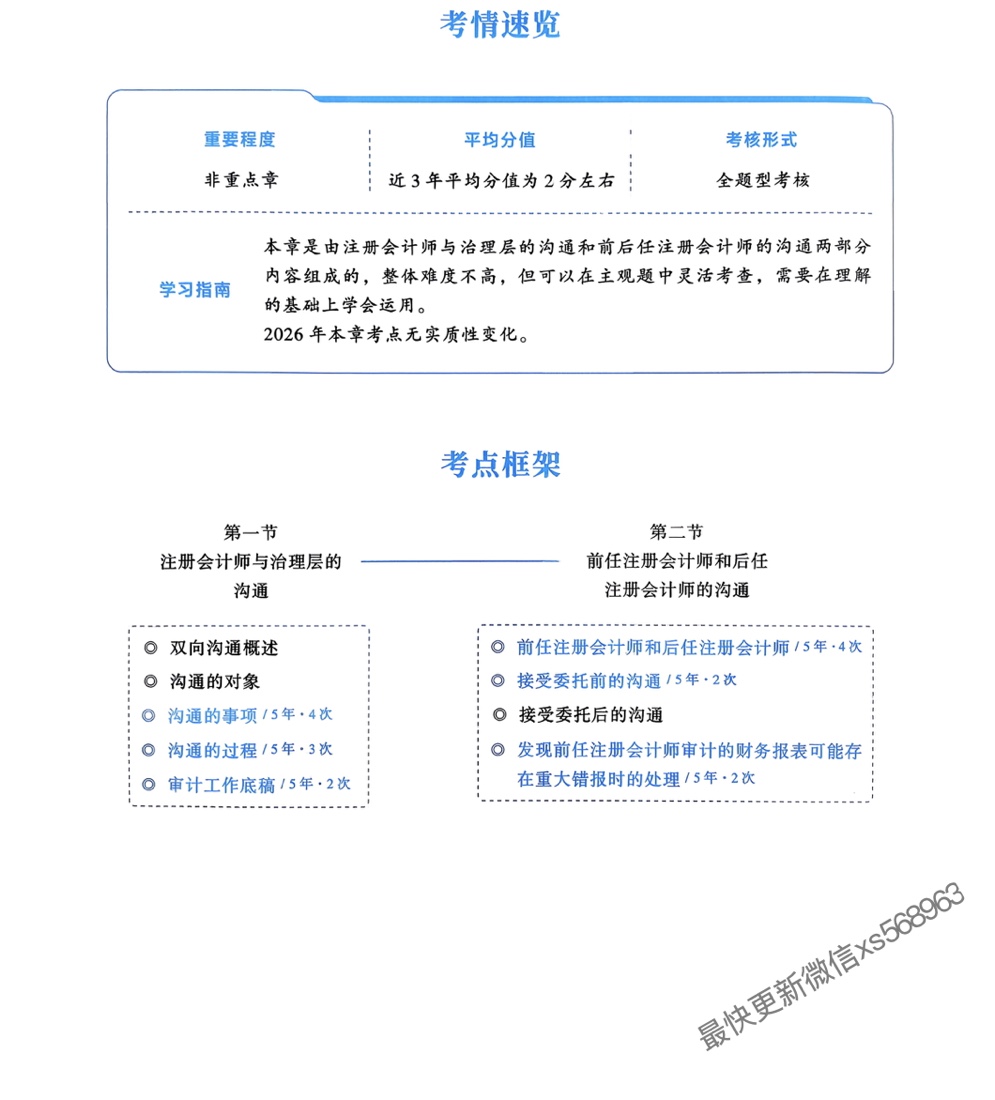 考情速览
重要程度
平均分值
考核形式
非重点章
近3年平均分值为2分左右
全题型考核
学习指南
本章是由注册会计师与治理层的沟通和前后任注册会计师的沟通两部分
内容组成的，整体难度不高，但可以在主观题中灵活考查，需要在理解
的基础上学会运用。
2026年本章考点无实质性变化。
考点框架
第一节
注册会计师与治理层的
沟通
第二节
前任注册会计师和后任
注册会计师的沟通
◎ 双向沟通概述
◎ 沟通的对象
◎ 沟通的事项 / 5年·4次
◎ 沟通的过程 / 5年·3次
◎ 审计工作底稿 / 5年·2次
◎ 前任注册会计师和后任注册会计师 / 5年·4次
◎ 接受委托前的沟通 / 5年·2次
◎ 接受委托后的沟通
◎ 发现前任注册会计师审计的财务报表可能存
在重大错报时的处理 / 5年·2次
最快更新微信xs568963